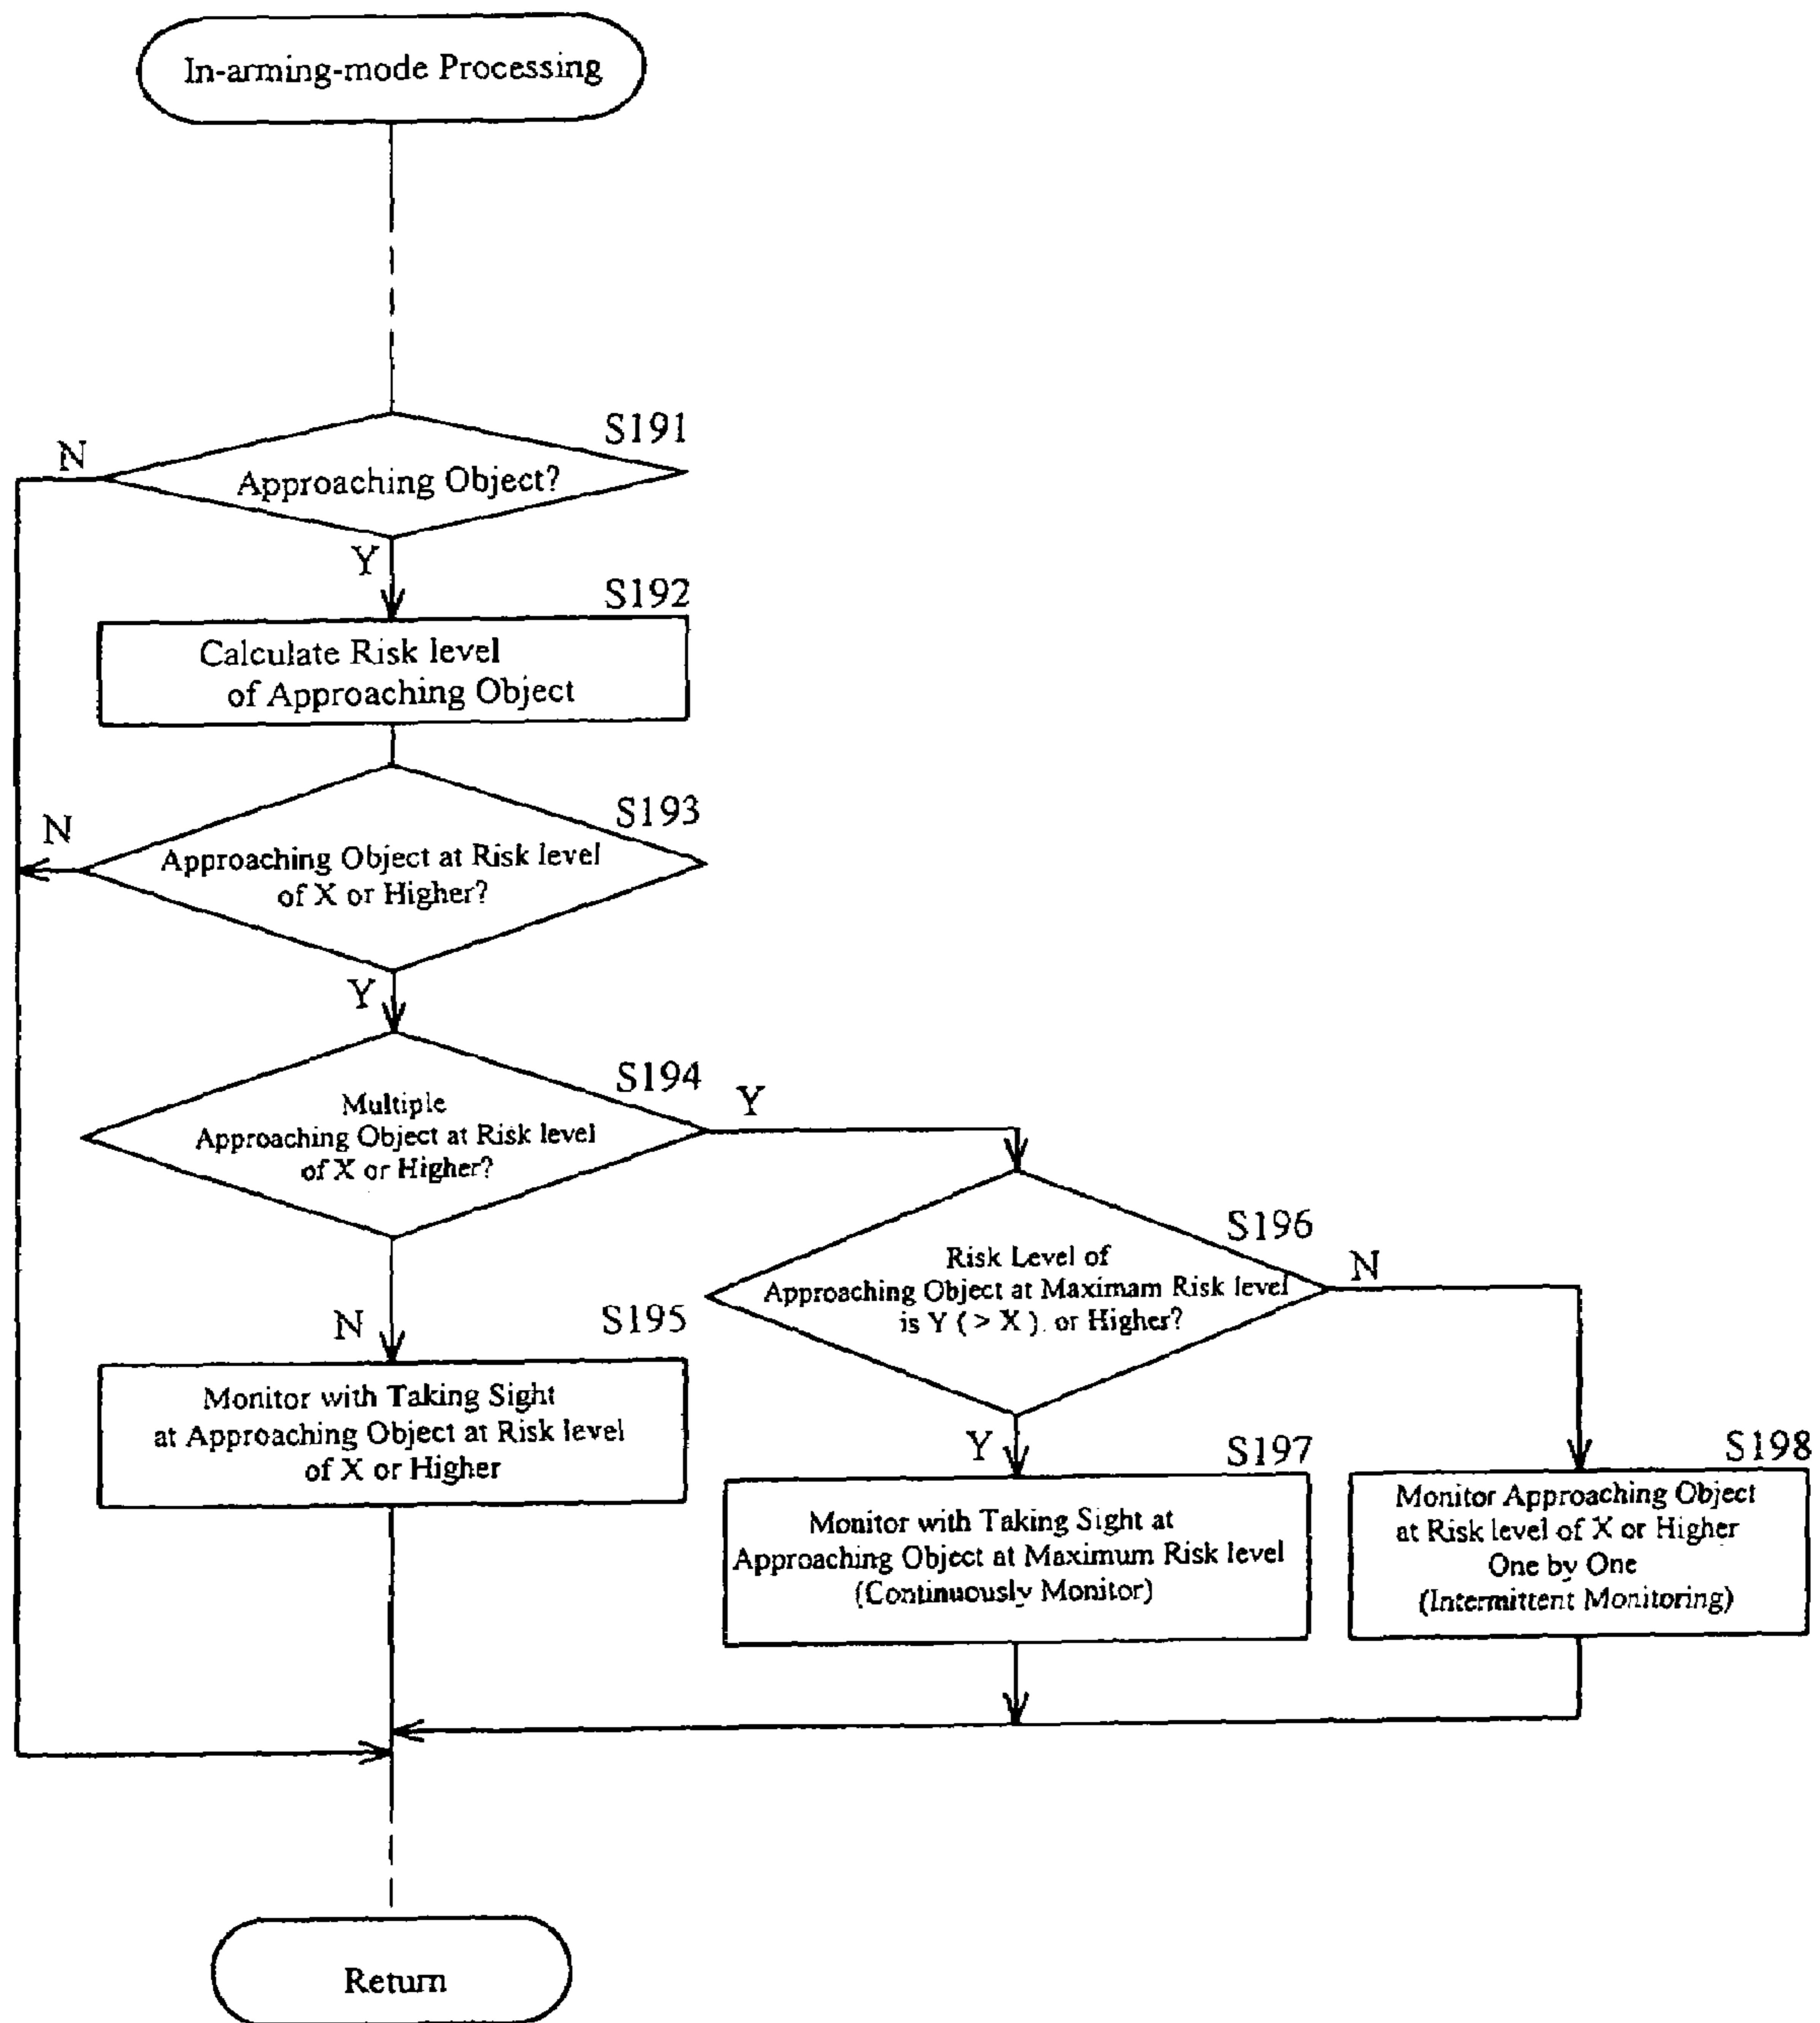 In-arming-mode Processing
S191
N
Approaching Object?
Y
S192
Calculate Risk level
of Approaching Object
S193
N
Approaching Object at Risk level
of X or Higher?
Y
S194
Y
Multiple
Approaching Object at Risk level
of X or Higher?
S196
N
Risk Level of
Approaching Object at Maximam Risk level
is Y ( > X ). or Higher?
N
S195
Monitor with Taking Sight
at Approaching Object at Risk level
of X or Higher
Y
S197
Monitor with Taking Sight at
Approaching Object at Maximum Risk level
(Continuously Monitor)
S198
Monitor Approaching Object
at Risk level of X or Higher
One by One
(Intermittent Monitoring)
Return